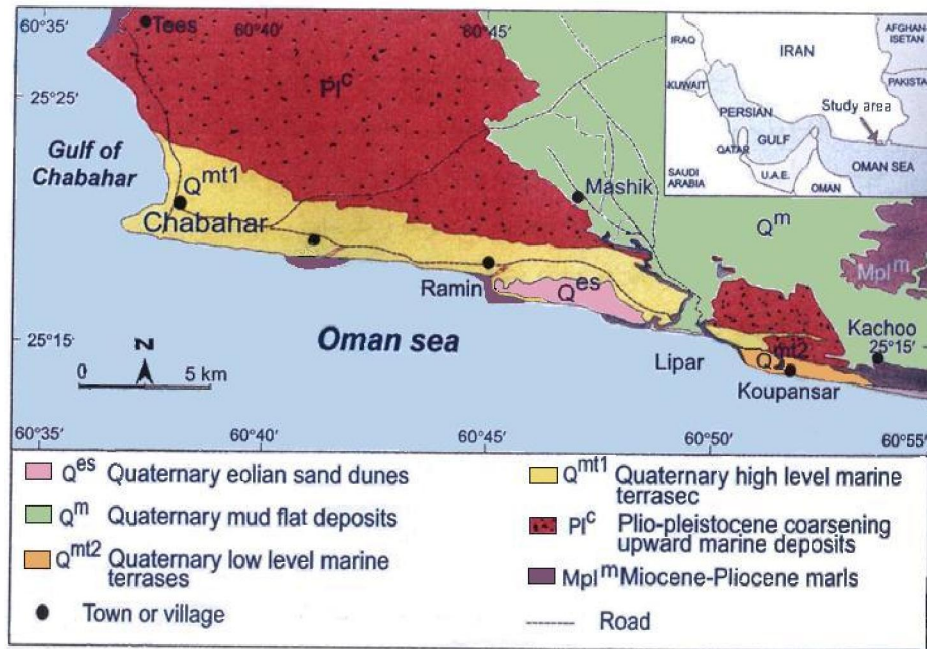 60°35' 60°40' 60°45'
Tees
25°25'
Pl^c
Gulf of
Chabahar
Q^mt1
Chabahar
Mashik
Q^m
Mpl^m
Ramin
Q^es
Oman sea
Lipar
Q^mt2
Kachoo
25°15'
Koupansar
25°15'
N
0 5 km
60°35' 60°40' 60°45' 60°50' 60°55'
IRAQ
IRAN
AFGHAN-
ISETAN
KUWAIT
PAKISTAN
PERSIAN
GULF
Study area
QATAR
SAUDI
ARABIA
U.A.E.
OMAN
OMAN SEA
Q^es Quaternary eolian sand dunes
Q^m Quaternary mud flat deposits
Q^mt2 Quaternary low level marine
terrases
Town or village
Q^mt1 Quaternary high level marine
terrasec
Pl^c Plio-pleistocene coarsening
upward marine deposits
Mpl^m Miocene-Pliocene marls
Road